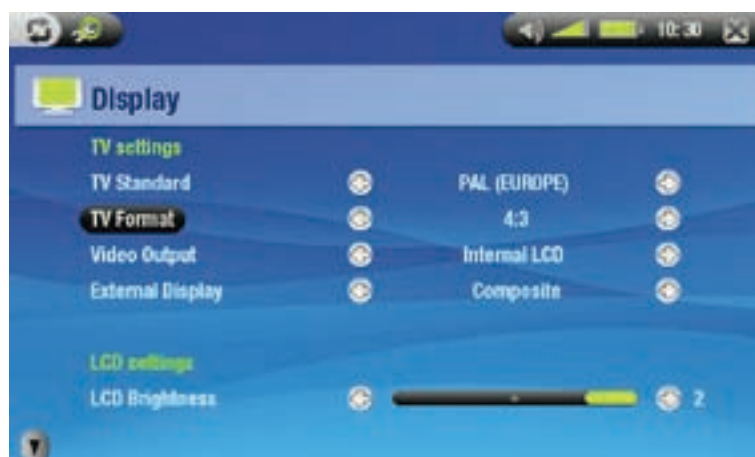 10:30
Display
TV settings
TV Standard PAL (EUROPE)
TV Format 4:3
Video Output Internal LCD
External Display Composite
LCD settings
LCD Brightness 2